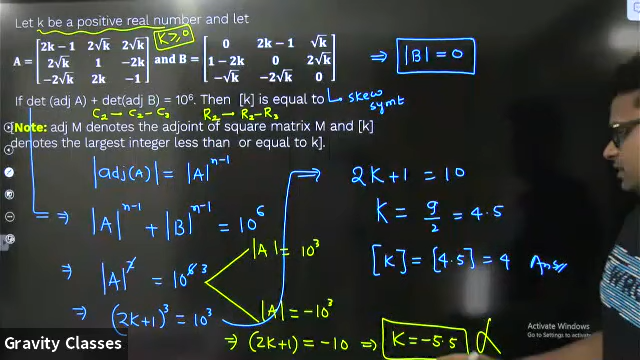 Let k be a positive real number and let
K ≥ 0
A = [2k − 1 2√k 2√k; 2√k 1 −2k; −2√k 2k −1] and B = [0 2k − 1 √k; 1 − 2k 0 2√k; −√k −2√k 0] ⇒ |B| = 0
If det (adj A) + det(adj B) = 10⁶. Then [k] is equal to ↳ skew symt
C₂ → C₂ − C₃ R₂ → R₂ − R₃
Note: adj M denotes the adjoint of square matrix M and [k]
denotes the largest integer less than or equal to k].
|adj(A)| = |A|ⁿ⁻¹
⇒ |A|ⁿ⁻¹ + |B|ⁿ⁻¹ = 10⁶
⇒ |A|² = 10⁶ ³
|A| = 10³
|A| = −10³
⇒ (2K+1)³ = 10³
⇒ (2K+1) = −10 ⇒ K = −5.5
⇒ 2K+1 = 10
K = 9/2 = 4.5
[K] = [4.5] = 4 Ans
Activate Windows
Go to Settings to activate Windows.
Gravity Classes